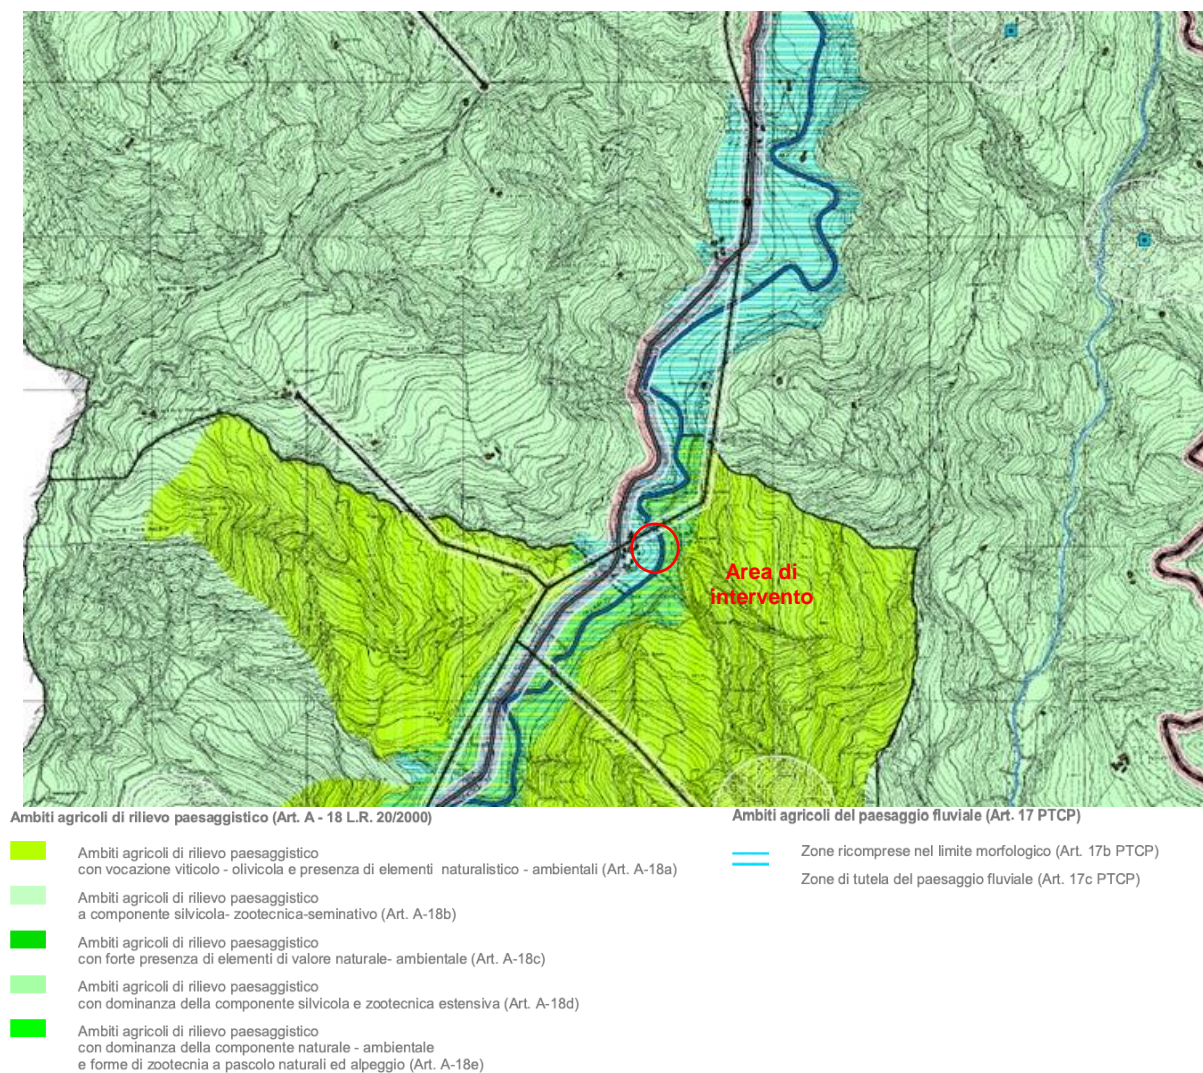 Area di
intervento
Ambiti agricoli di rilievo paesaggistico (Art. A - 18 L.R. 20/2000)
Ambiti agricoli di rilievo paesaggistico
con vocazione viticolo - olivicola e presenza di elementi naturalistico - ambientali (Art. A-18a)
Ambiti agricoli di rilievo paesaggistico
a componente silvicola- zootecnica-seminativo (Art. A-18b)
Ambiti agricoli di rilievo paesaggistico
con forte presenza di elementi di valore naturale- ambientale (Art. A-18c)
Ambiti agricoli di rilievo paesaggistico
con dominanza della componente silvicola e zootecnica estensiva (Art. A-18d)
Ambiti agricoli di rilievo paesaggistico
con dominanza della componente naturale - ambientale
e forme di zootecnia a pascolo naturali ed alpeggio (Art. A-18e)
Ambiti agricoli del paesaggio fluviale (Art. 17 PTCP)
Zone ricomprese nel limite morfologico (Art. 17b PTCP)
Zone di tutela del paesaggio fluviale (Art. 17c PTCP)